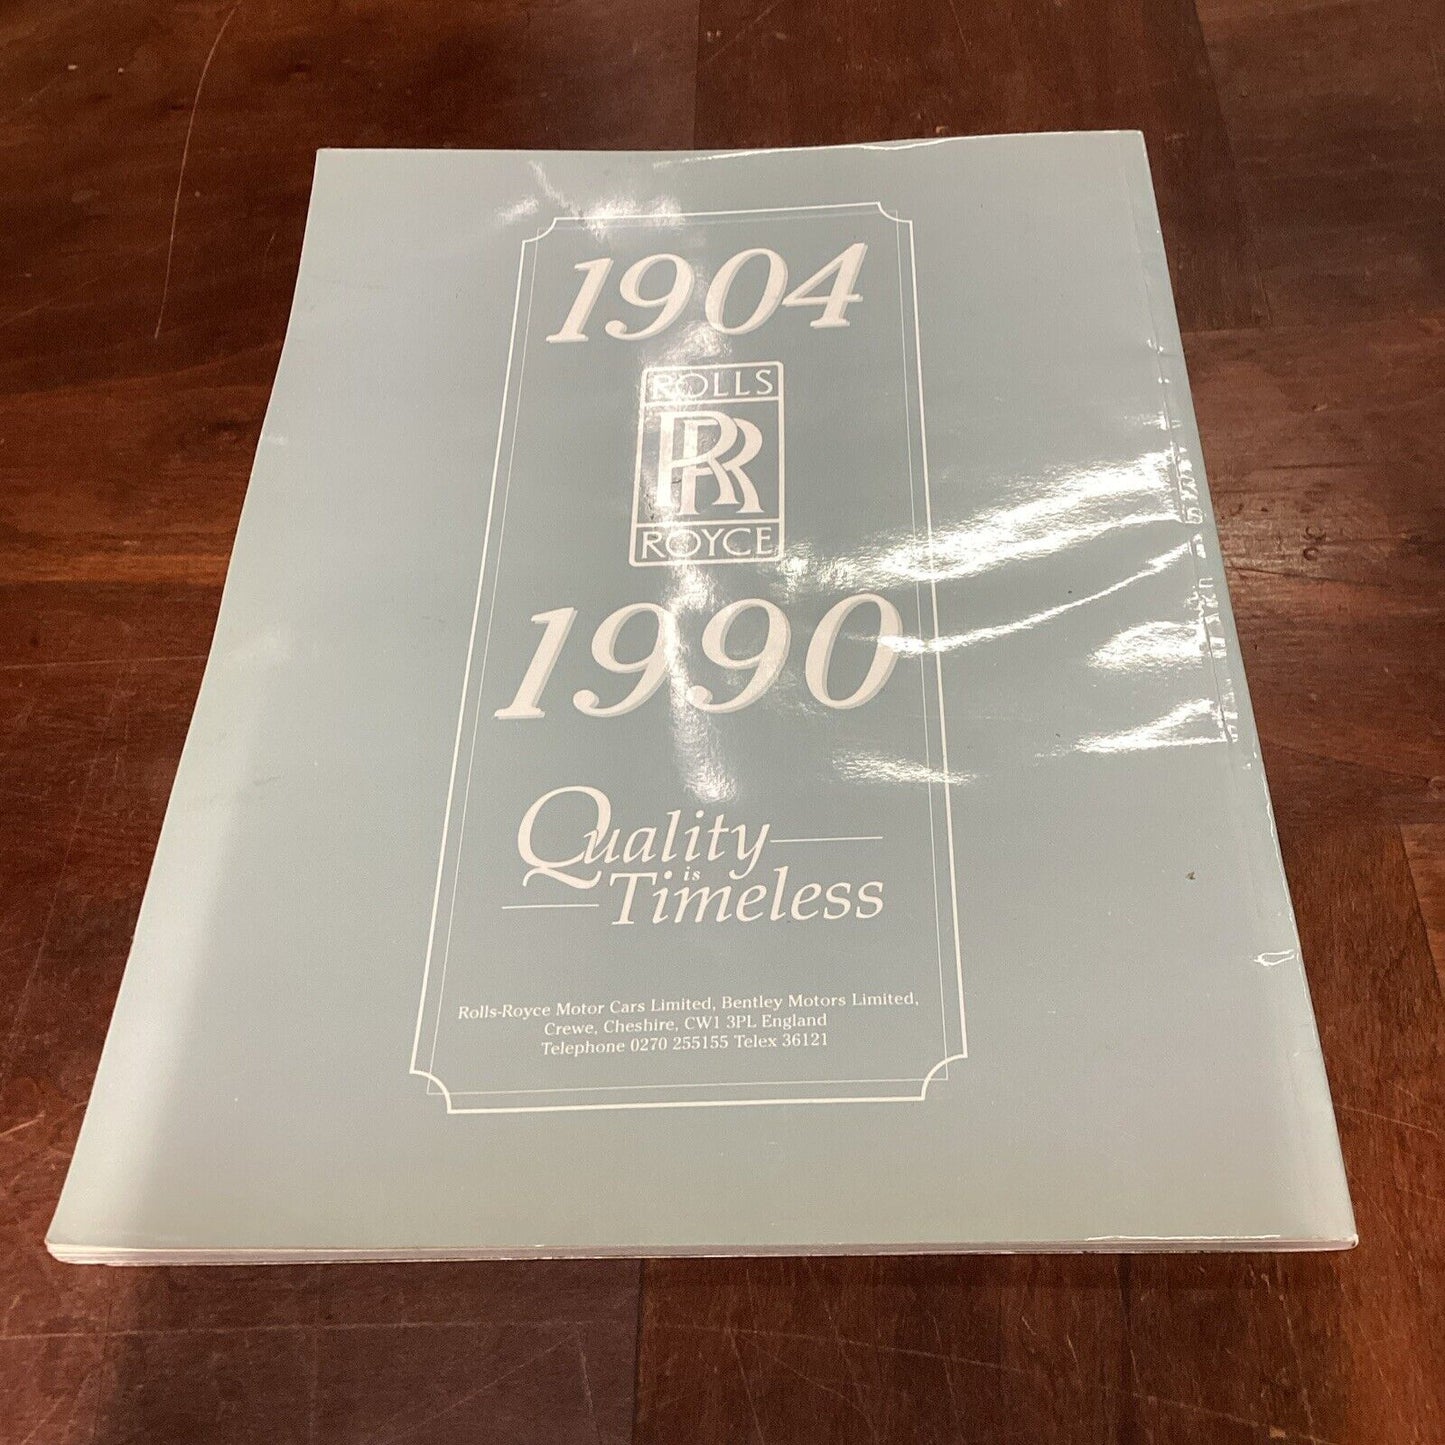 1904
ROLLS
RR
ROYCE
1990
Quality
is
Timeless
Rolls-Royce Motor Cars Limited, Bentley Motors Limited,
Crewe, Cheshire, CW1 3PL England
Telephone 0270 255155 Telex 36121